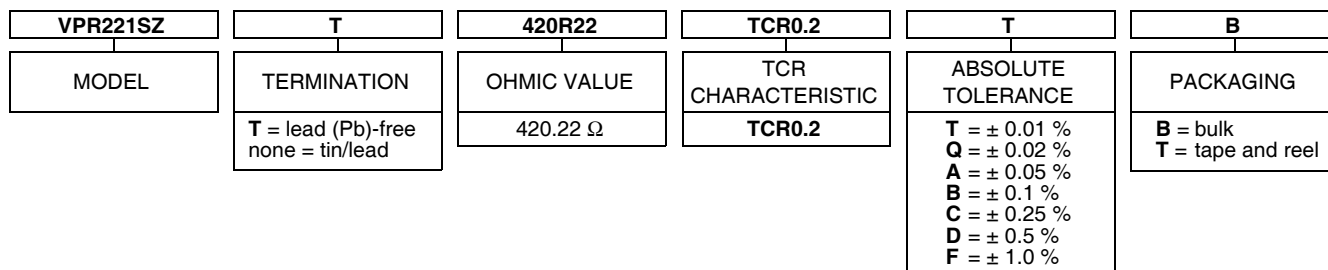 VPR221SZ T 420R22 TCR0.2 T B
MODEL
TERMINATION
T = lead (Pb)-free
none = tin/lead
OHMIC VALUE
420.22 Ω
TCR
CHARACTERISTIC
TCR0.2
ABSOLUTE
TOLERANCE
T = ± 0.01 %
Q = ± 0.02 %
A = ± 0.05 %
B = ± 0.1 %
C = ± 0.25 %
D = ± 0.5 %
F = ± 1.0 %
PACKAGING
B = bulk
T = tape and reel